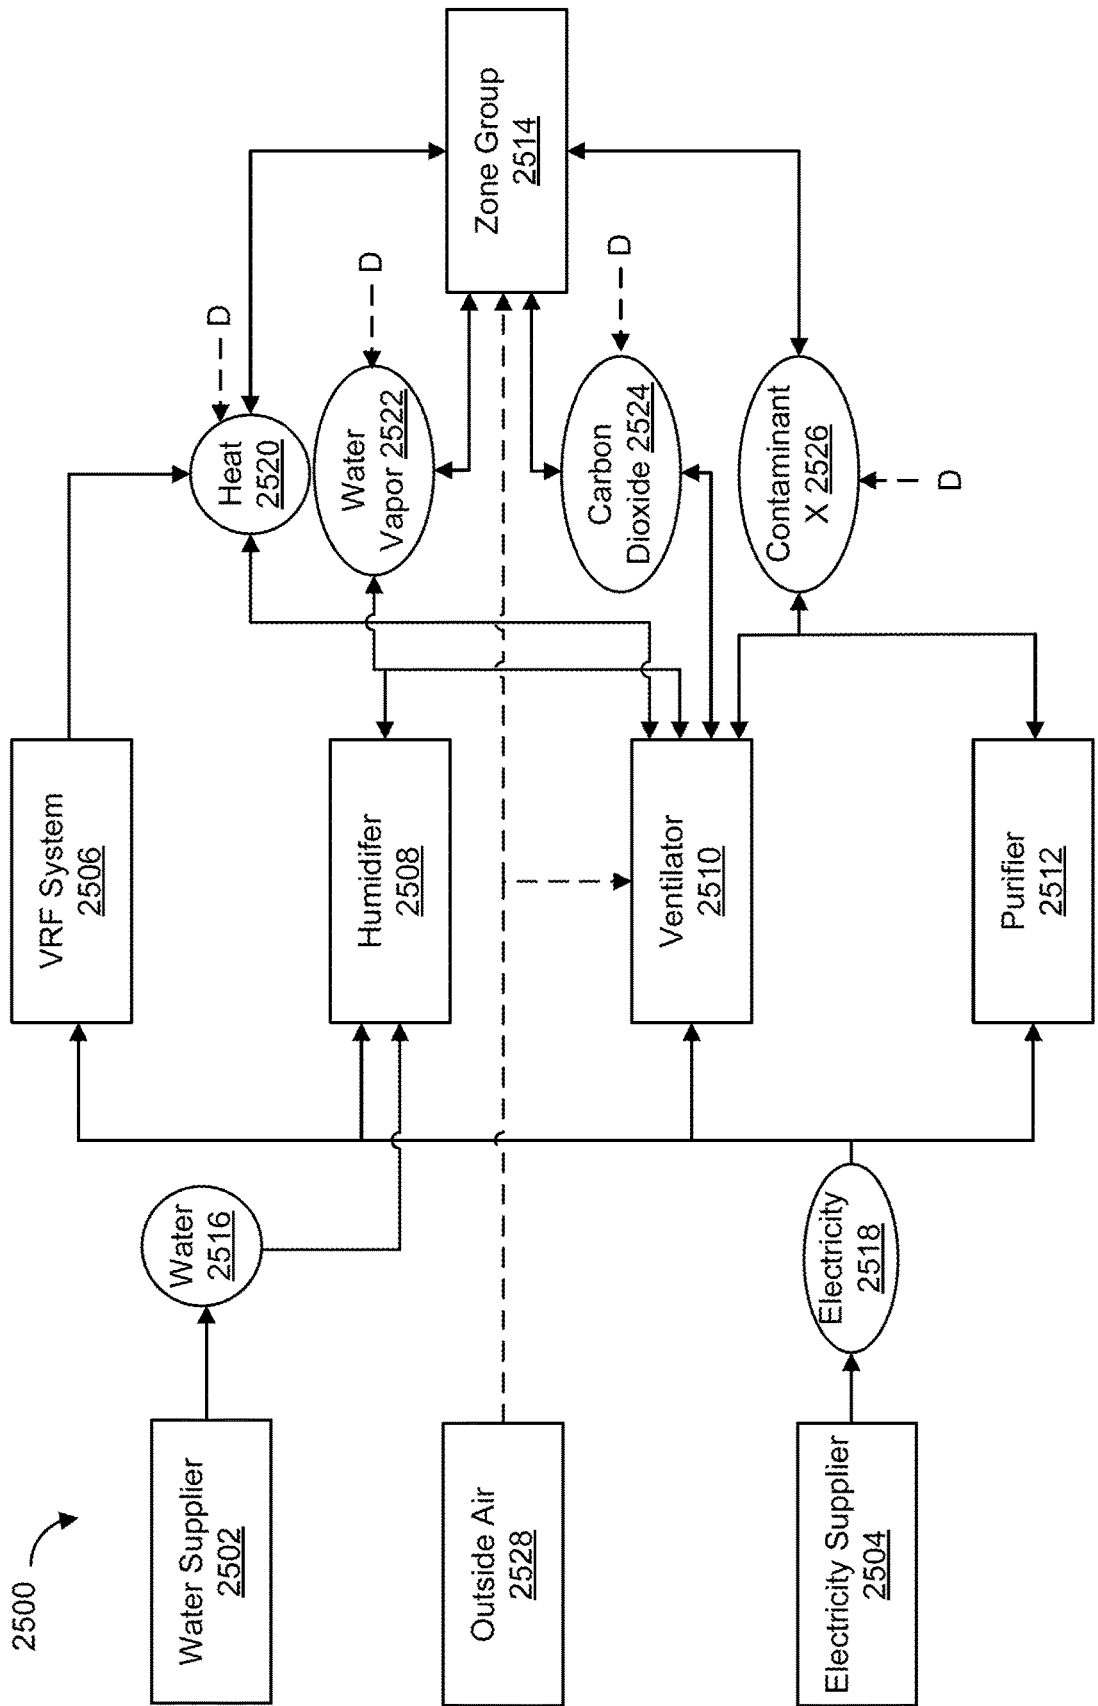 2500
Water Supplier
2502
Outside Air
2528
Electricity Supplier
2504
Water
2516
Electricity
2518
VRF System
2506
Humidifer
2508
Ventilator
2510
Purifier
2512
Heat
2520
Water
Vapor 2522
Carbon
Dioxide 2524
Contaminant
X 2526
D
D
D
D
Zone Group
2514